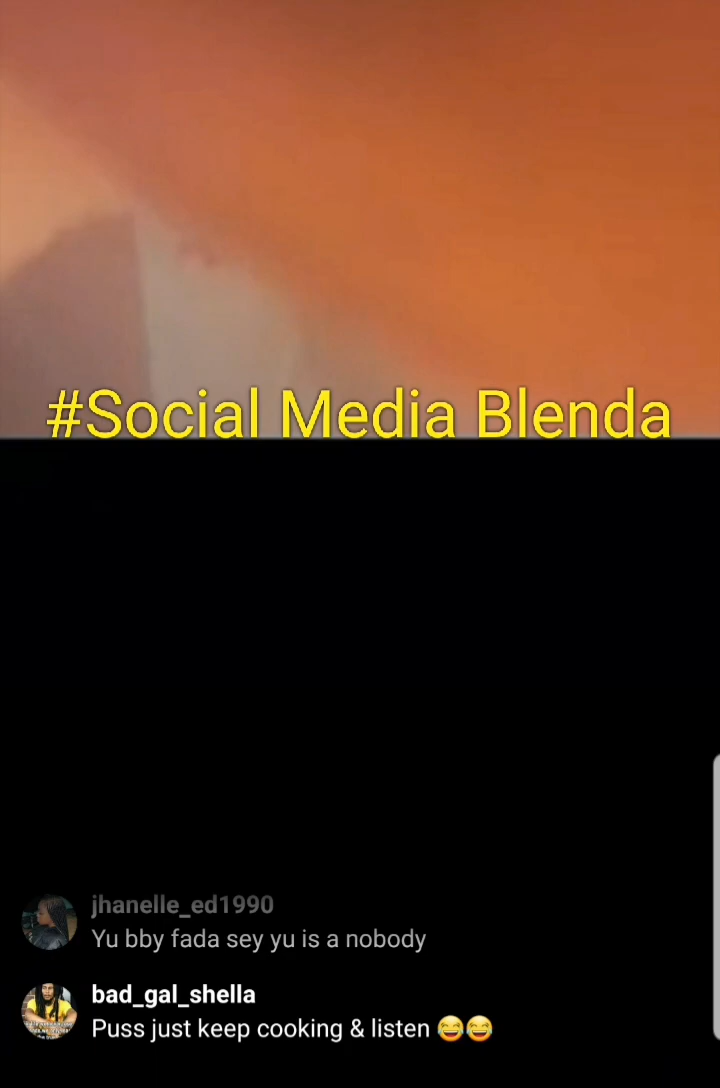 #Social Media Blenda
jhanelle_ed1990
Yu bby fada sey yu is a nobody
bad_gal_shella
Puss just keep cooking & listen 😂😂